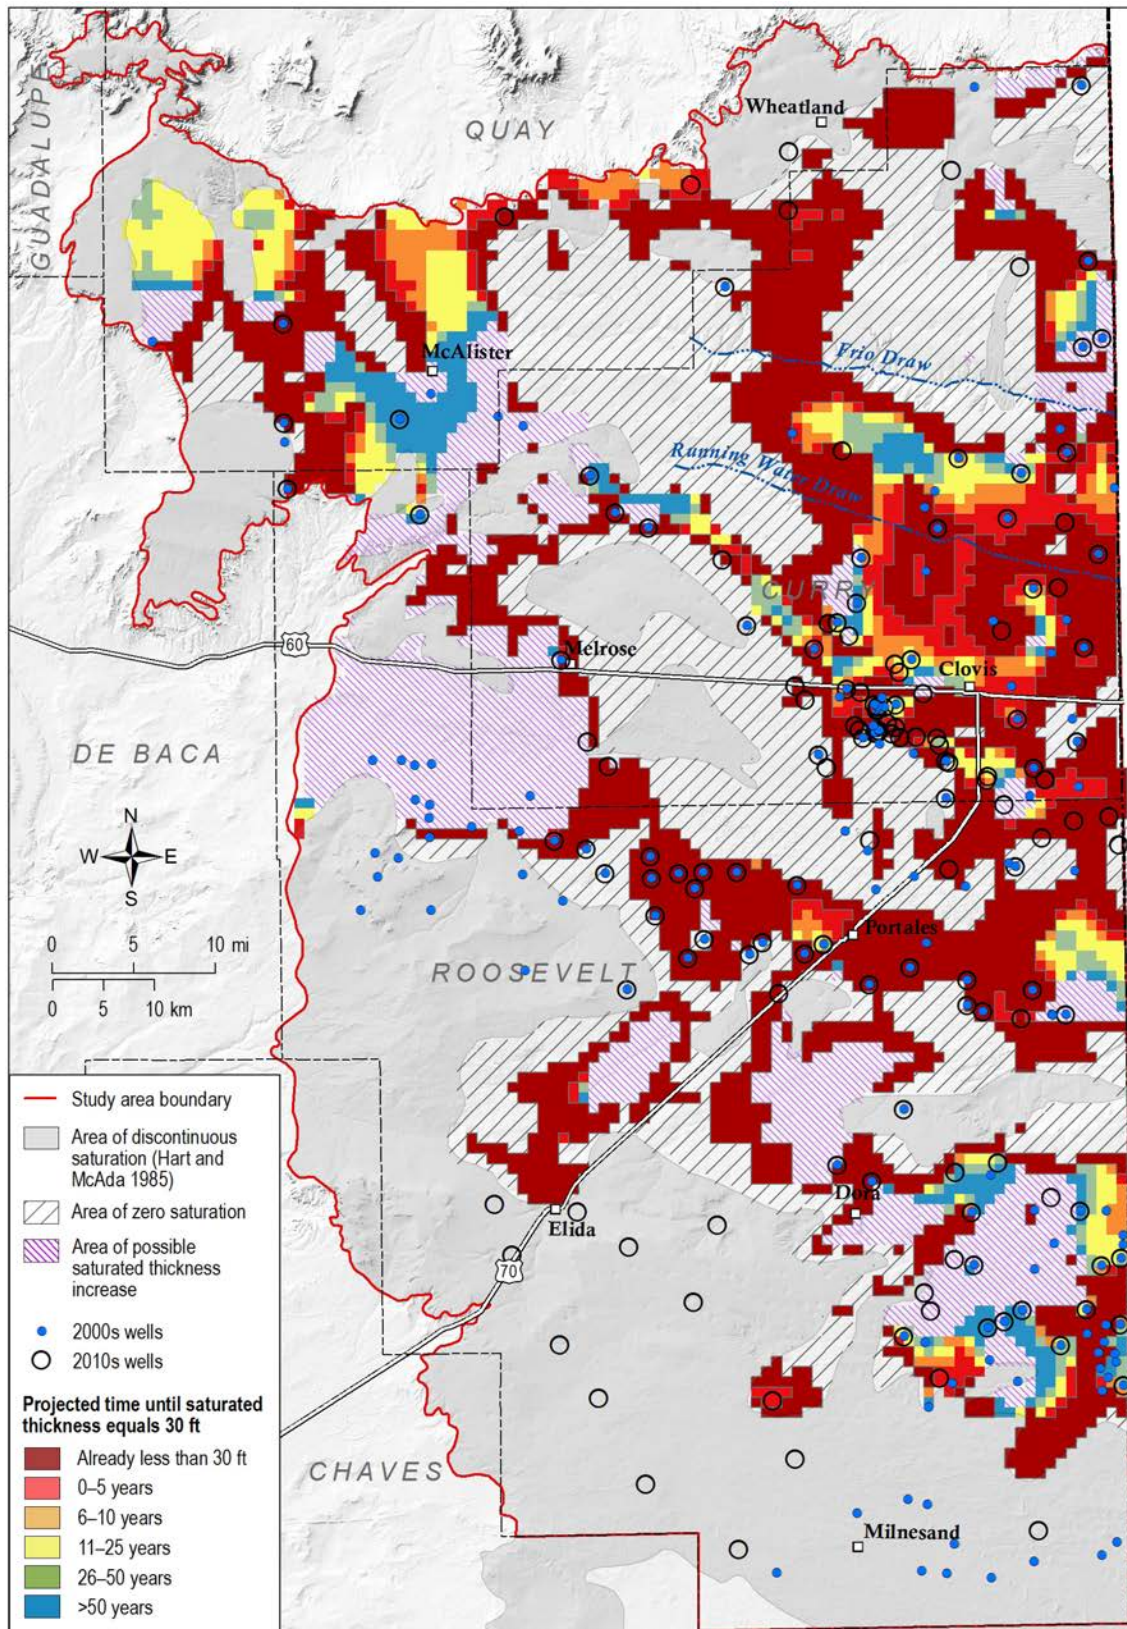 GUADALUPE
QUAY
Wheatland
McAlister
Frio Draw
Running Water Draw
CURRY
60
Melrose
Clovis
DE BACA
N
W E
S
0 5 10 mi
0 5 10 km
Portales
ROOSEVELT
Dora
Elida
70
CHAVES
Milnesand
Study area boundary
Area of discontinuous
saturation (Hart and
McAda 1985)
Area of zero saturation
Area of possible
saturated thickness
increase
2000s wells
2010s wells
Projected time until saturated
thickness equals 30 ft
Already less than 30 ft
0–5 years
6–10 years
11–25 years
26–50 years
>50 years